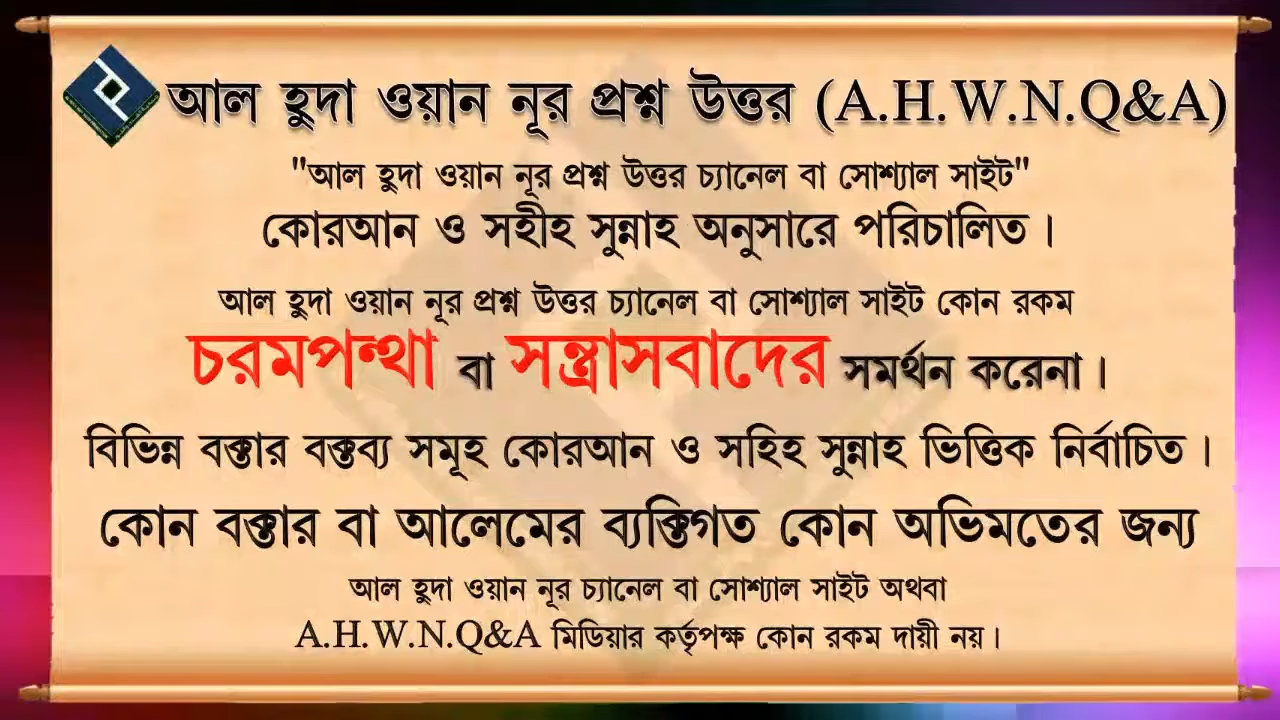 আল হুদা ওয়ান নূর প্রশ্ন উত্তর (A.H.W.N.Q&A)
"আল হুদা ওয়ান নূর প্রশ্ন উত্তর চ্যানেল বা সোশ্যাল সাইট"
কোরআন ও সহীহ সুন্নাহ অনুসারে পরিচালিত।
আল হুদা ওয়ান নূর প্রশ্ন উত্তর চ্যানেল বা সোশ্যাল সাইট কোন রকম
চরমপন্থা বা সন্ত্রাসবাদের সমর্থন করেনা।
বিভিন্ন বক্তার বক্তব্য সমূহ কোরআন ও সহিহ সুন্নাহ ভিত্তিক নির্বাচিত।
কোন বক্তার বা আলেমের ব্যক্তিগত কোন অভিমতের জন্য
আল হুদা ওয়ান নূর চ্যানেল বা সোশ্যাল সাইট অথবা
A.H.W.N.Q&A মিডিয়ার কর্তৃপক্ষ কোন রকম দায়ী নয়।